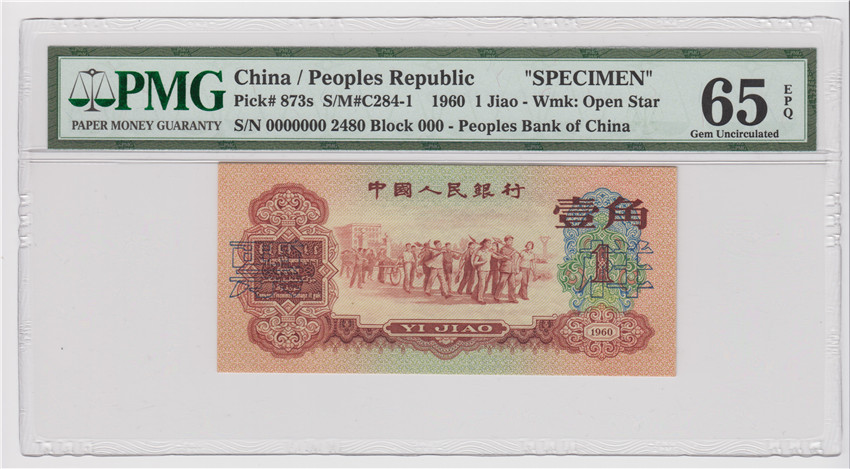 PMG
PAPER MONEY GUARANTY
China / Peoples Republic "SPECIMEN"
Pick# 873s S/M#C284-1 1960 1 Jiao - Wmk: Open Star
S/N 0000000 2480 Block 000 - Peoples Bank of China
65 EPQ
Gem Uncirculated
中國人民銀行
壹角
1
票样
YI JIAO
1960